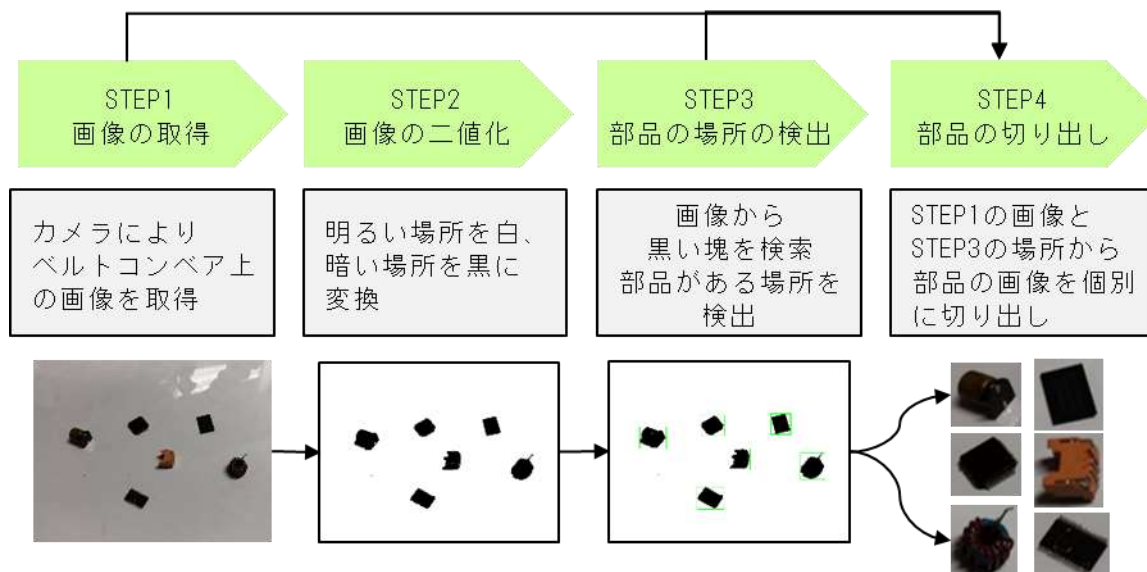 STEP1
画像の取得
STEP2
画像の二値化
STEP3
部品の場所の検出
STEP4
部品の切り出し
カメラにより
ベルトコンベア上
の画像を取得
明るい場所を白、
暗い場所を黒に
変換
画像から
黒い塊を検索
部品がある場所を
検出
STEP1の画像と
STEP3の場所から
部品の画像を個別
に切り出し